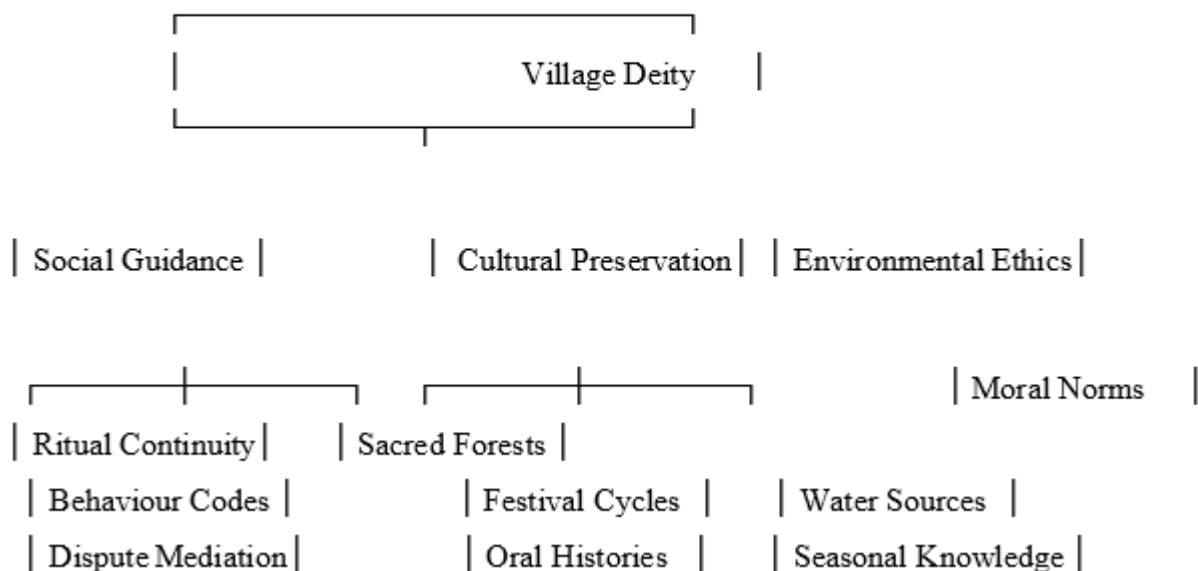 Village Deity
Social Guidance Cultural Preservation Environmental Ethics
Moral Norms
Ritual Continuity Sacred Forests
Behaviour Codes Festival Cycles Water Sources
Dispute Mediation Oral Histories Seasonal Knowledge